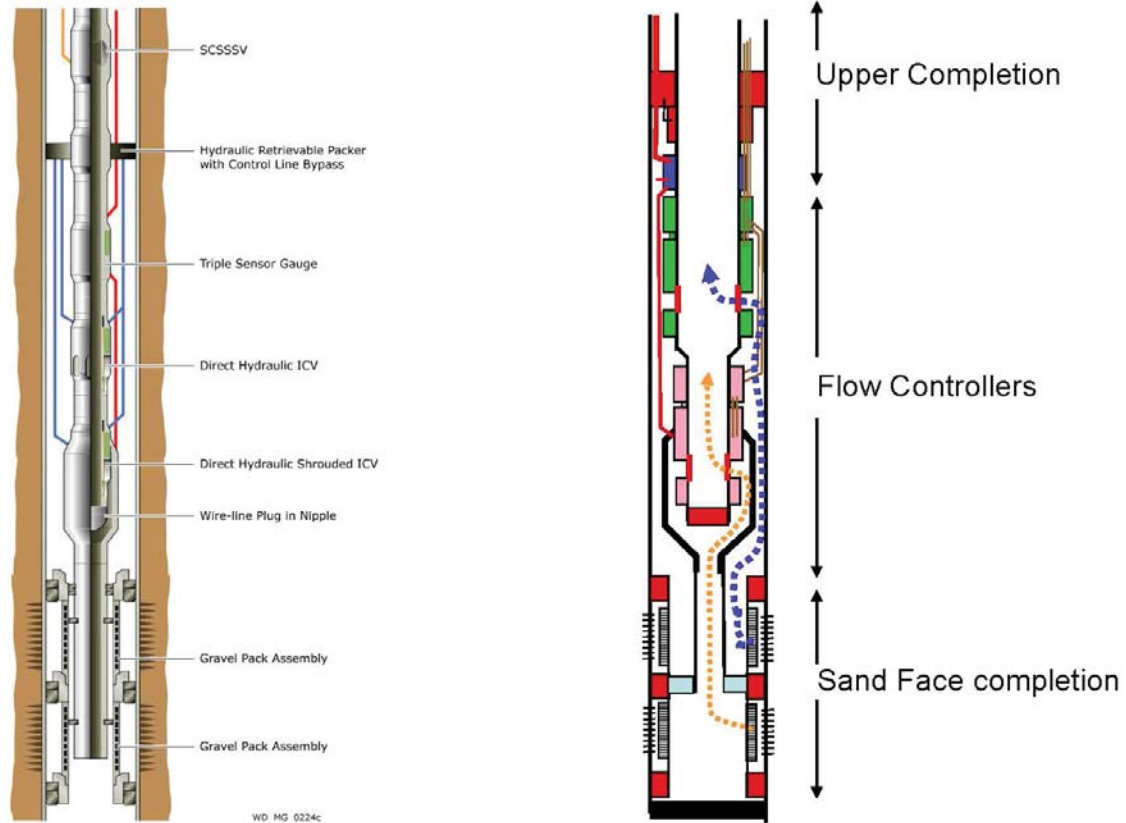 SCSSSV
Hydraulic Retrievable Packer
with Control Line Bypass
Triple Sensor Gauge
Direct Hydraulic ICV
Direct Hydraulic Shrouded ICV
Wire-line Plug in Nipple
Gravel Pack Assembly
Gravel Pack Assembly
WD MG 0224c
Upper Completion
Flow Controllers
Sand Face completion